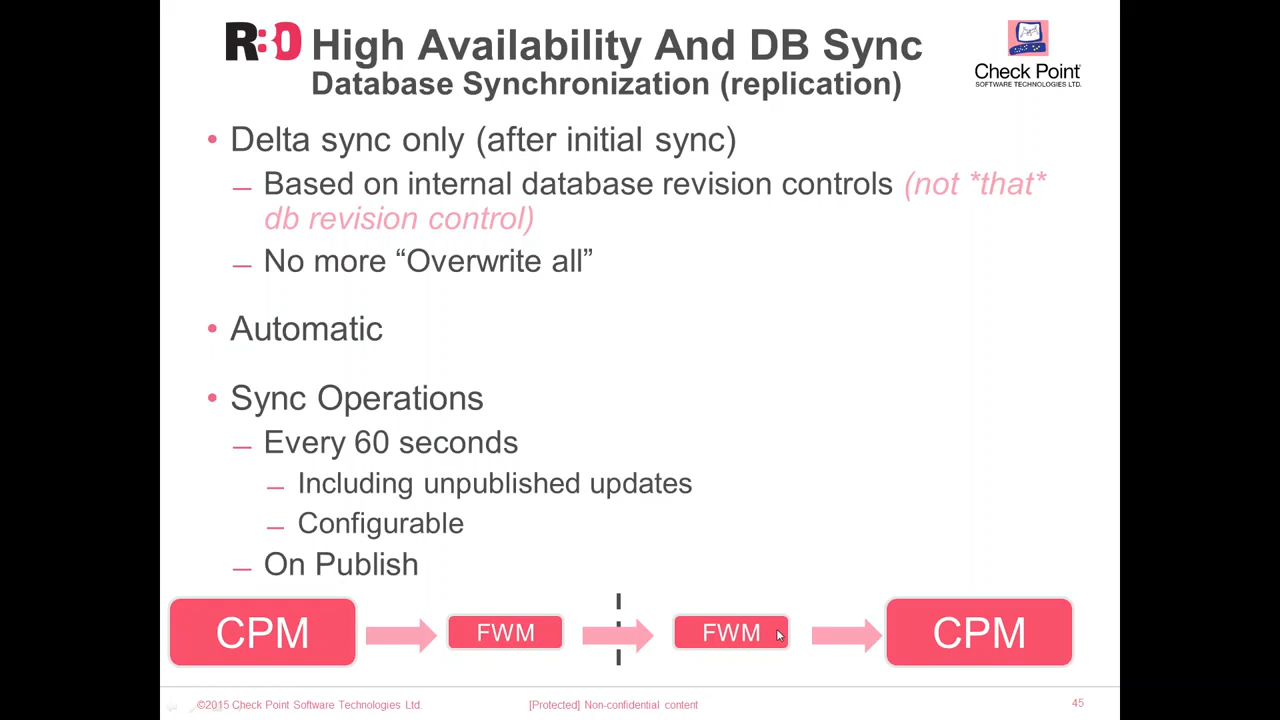 R80 High Availability And DB Sync
Database Synchronization (replication)
Check Point
SOFTWARE TECHNOLOGIES LTD.
• Delta sync only (after initial sync)
– Based on internal database revision controls (not *that*
db revision control)
– No more “Overwrite all”
• Automatic
• Sync Operations
– Every 60 seconds
– Including unpublished updates
– Configurable
– On Publish
CPM FWM FWM CPM
©2015 Check Point Software Technologies Ltd. [Protected] Non-confidential content 45